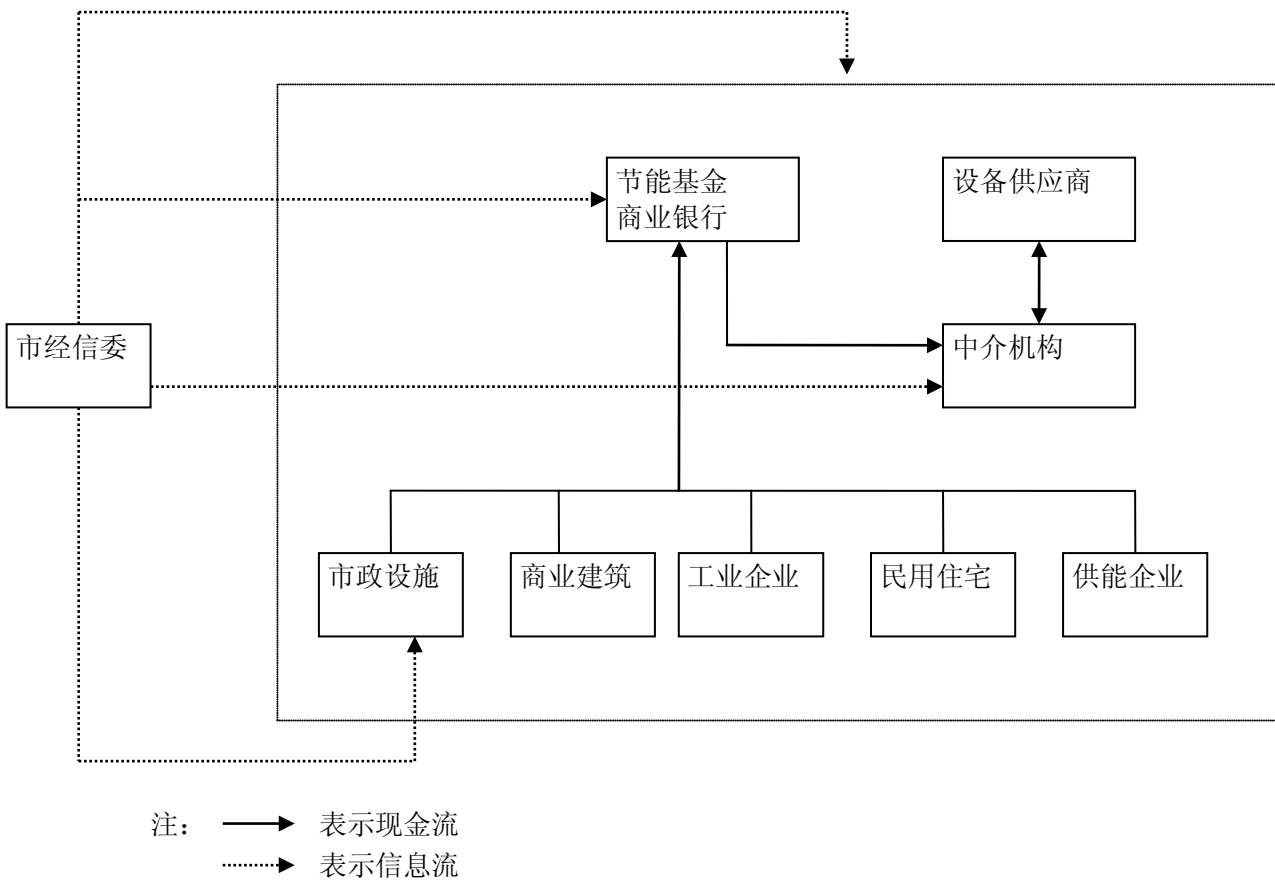 节能基金
商业银行
设备供应商
市经信委
中介机构
市政设施
商业建筑
工业企业
民用住宅
供能企业
注： 表示现金流
表示信息流